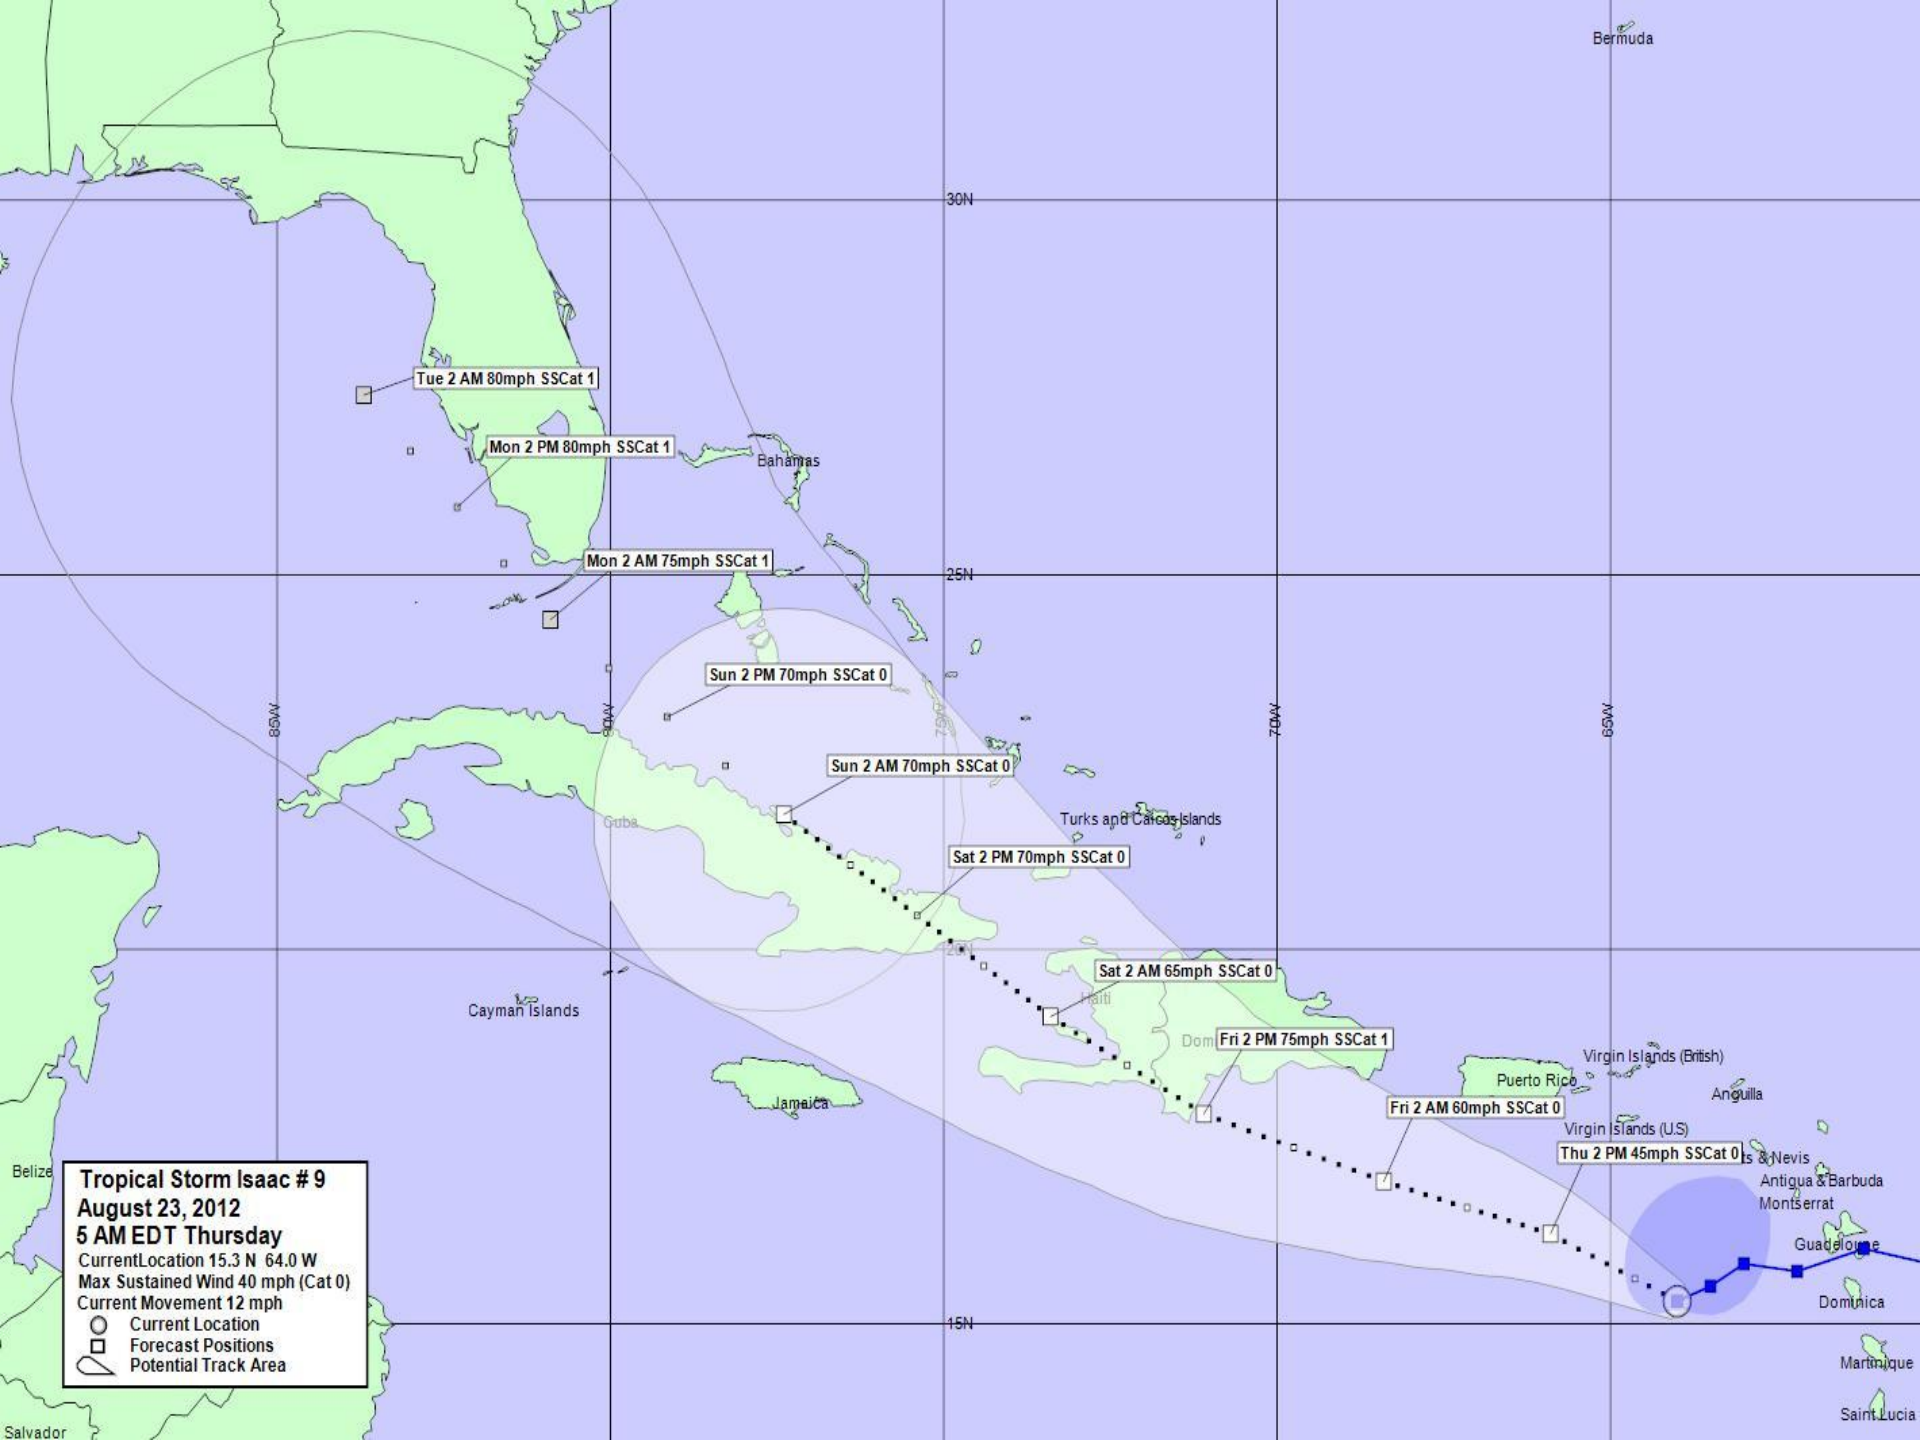 Bermuda
30N
Tue 2 AM 80mph SSCat 1
Mon 2 PM 80mph SSCat 1
Bahamas
Mon 2 AM 75mph SSCat 1
25N
Sun 2 PM 70mph SSCat 0
85W
80W
75W
70W
65W
Sun 2 AM 70mph SSCat 0
Cuba
Turks and Caicos Islands
Sat 2 PM 70mph SSCat 0
20N
Sat 2 AM 65mph SSCat 0
Haiti
Cayman Islands
Domi
Fri 2 PM 75mph SSCat 1
Virgin Islands (British)
Puerto Rico
Anguilla
Jamaica
Fri 2 AM 60mph SSCat 0
Virgin Islands (U.S)
Thu 2 PM 45mph SSCat 0
ts & Nevis
Belize
Antigua & Barbuda
Montserrat
Guadeloupe
Dominica
15N
Martinique
Saint Lucia
Salvador
Tropical Storm Isaac # 9
August 23, 2012
5 AM EDT Thursday
CurrentLocation 15.3 N 64.0 W
Max Sustained Wind 40 mph (Cat 0)
Current Movement 12 mph
Current Location
Forecast Positions
Potential Track Area